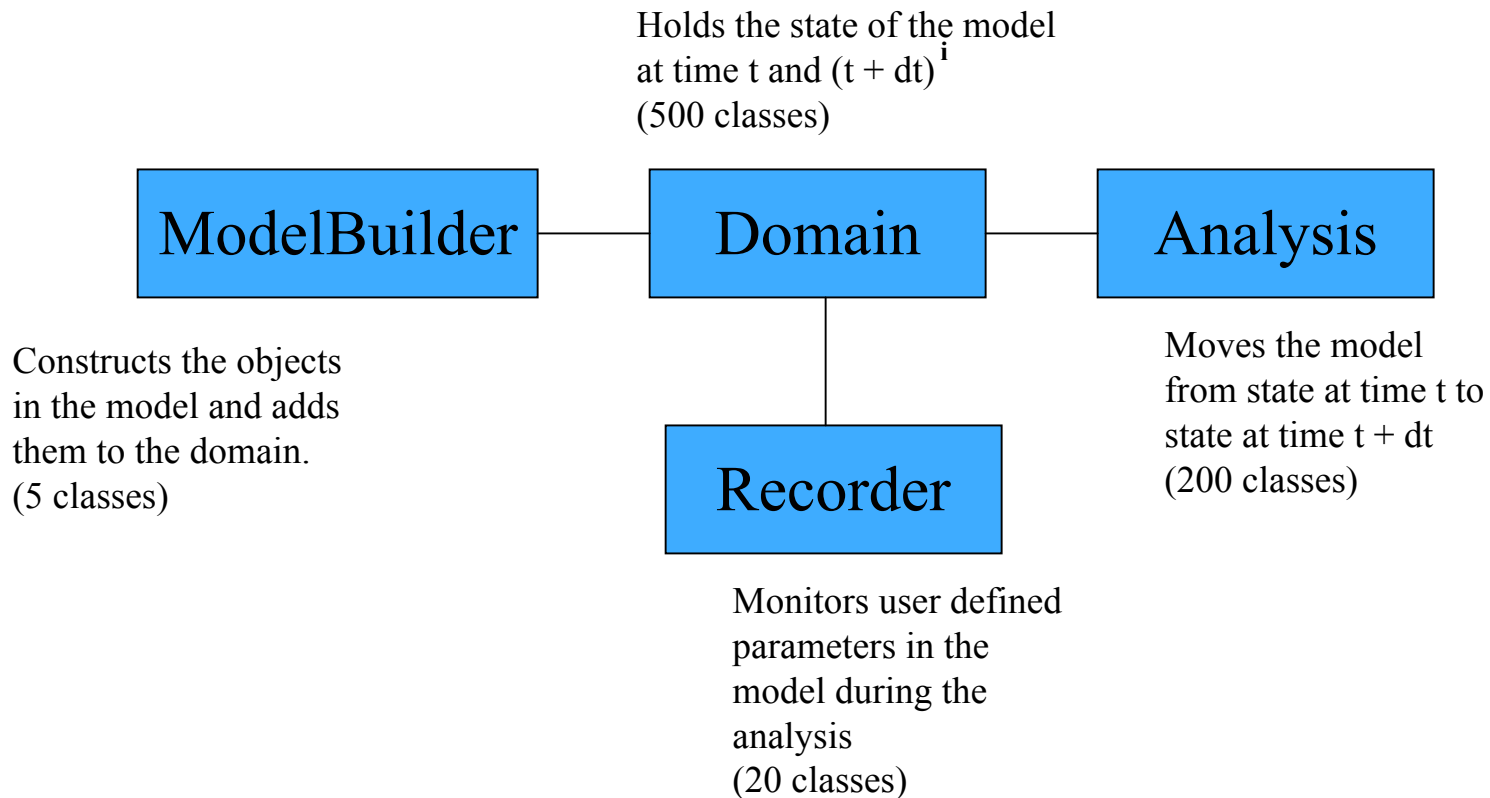 Holds the state of the model
at time t and (t + dt)^i
(500 classes)
ModelBuilder
Domain
Analysis
Constructs the objects
in the model and adds
them to the domain.
(5 classes)
Moves the model
from state at time t to
state at time t + dt
(200 classes)
Recorder
Monitors user defined
parameters in the
model during the
analysis
(20 classes)